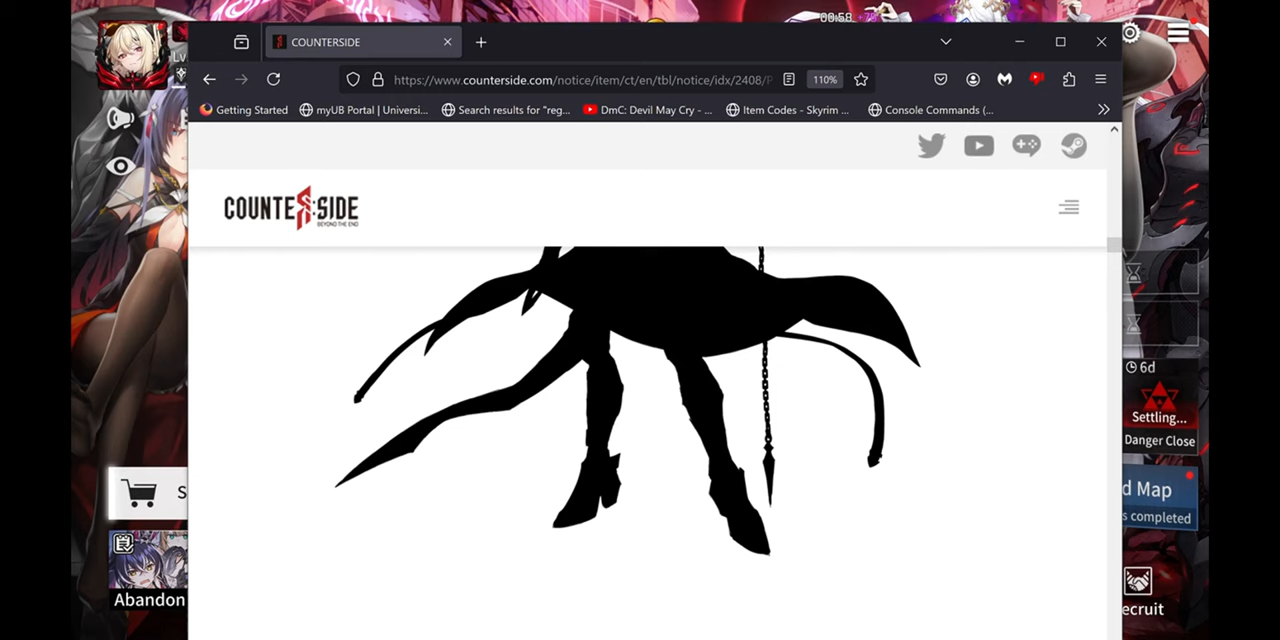 00:58
COUNTERSIDE
Lv
https://www.counterside.com/notice/item/ct/en/tbl/notice/idx/2408/
110%
Getting Started
myUB Portal | Universi...
Search results for "reg...
DmC: Devil May Cry - ...
Item Codes - Skyrim ...
Console Commands (...
COUNTERSIDE
BEYOND THE END
6d
Settling...
Danger Close
S
d Map
s completed
Abandon
ecruit